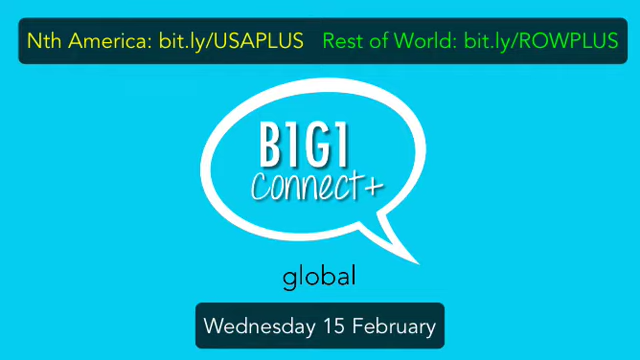 Nth America: bit.ly/USAPLUS Rest of World: bit.ly/ROWPLUS
B1G1
Connect+
global
Wednesday 15 February